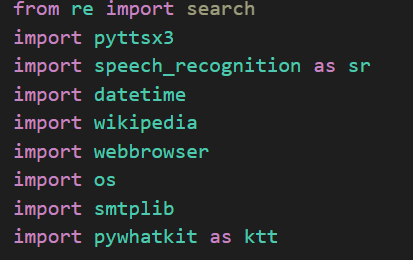 from re import search
import pyttsx3
import speech_recognition as sr
import datetime
import wikipedia
import webbrowser
import os
import smtplib
import pywhatkit as ktt